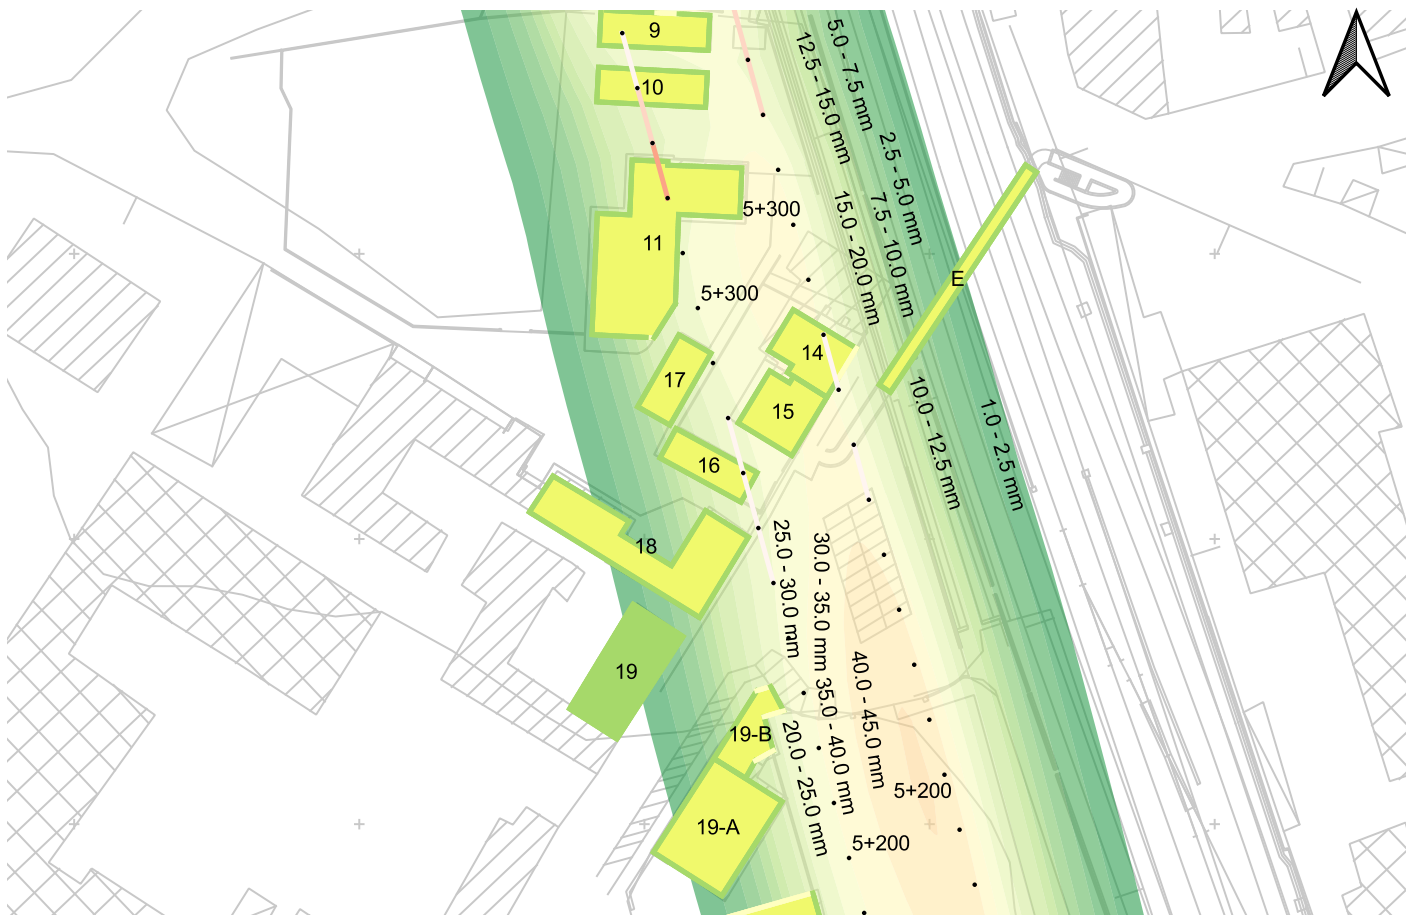 9
5.0 - 7.5 mm
12.5 - 15.0 mm
10
2.5 - 5.0 mm
5+300
15.0 - 20.0 mm
7.5 - 10.0 mm
11
E
5+300
14
17
15
10.0 - 12.5 mm
1.0 - 2.5 mm
16
18
25.0 - 30.0 mm
30.0 - 35.0 mm
19
40.0 - 45.0 mm
35.0 - 40.0 mm
19-B
20.0 - 25.0 mm
5+200
19-A
5+200